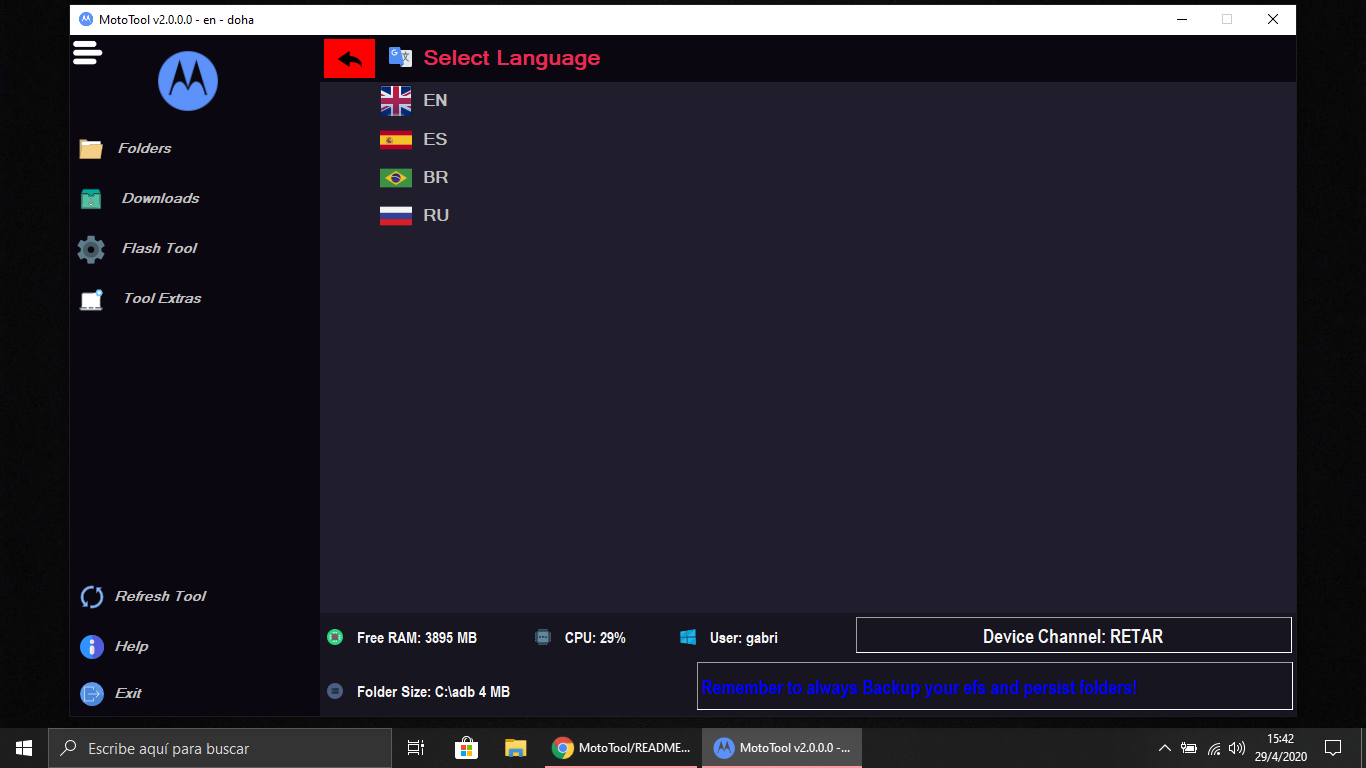 MotoTool v2.0.0.0 - en - doha
Select Language
EN
ES
BR
RU
Folders
Downloads
Flash Tool
Tool Extras
Refresh Tool
Help
Exit
Free RAM: 3895 MB
CPU: 29%
User: gabri
Device Channel: RETAR
Folder Size: C:\adb 4 MB
Remember to always Backup your efs and persist folders!
Escribe aquí para buscar
MotoTool/README...
MotoTool v2.0.0.0 -...
15:42
29/4/2020